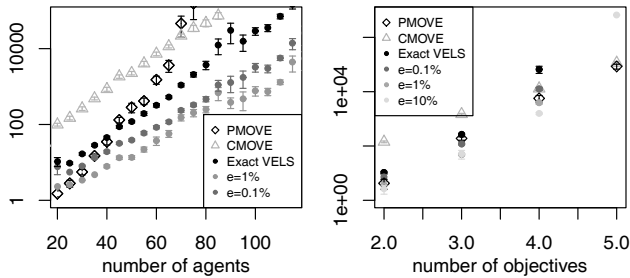 10000
100
1
20
40
60
80
100
number of agents
PMOVE
CMOVE
Exact VELS
e=1%
e=0.1%
1e+04
1e+00
2.0
3.0
4.0
5.0
number of objectives
PMOVE
CMOVE
Exact VELS
e=0.1%
e=1%
e=10%